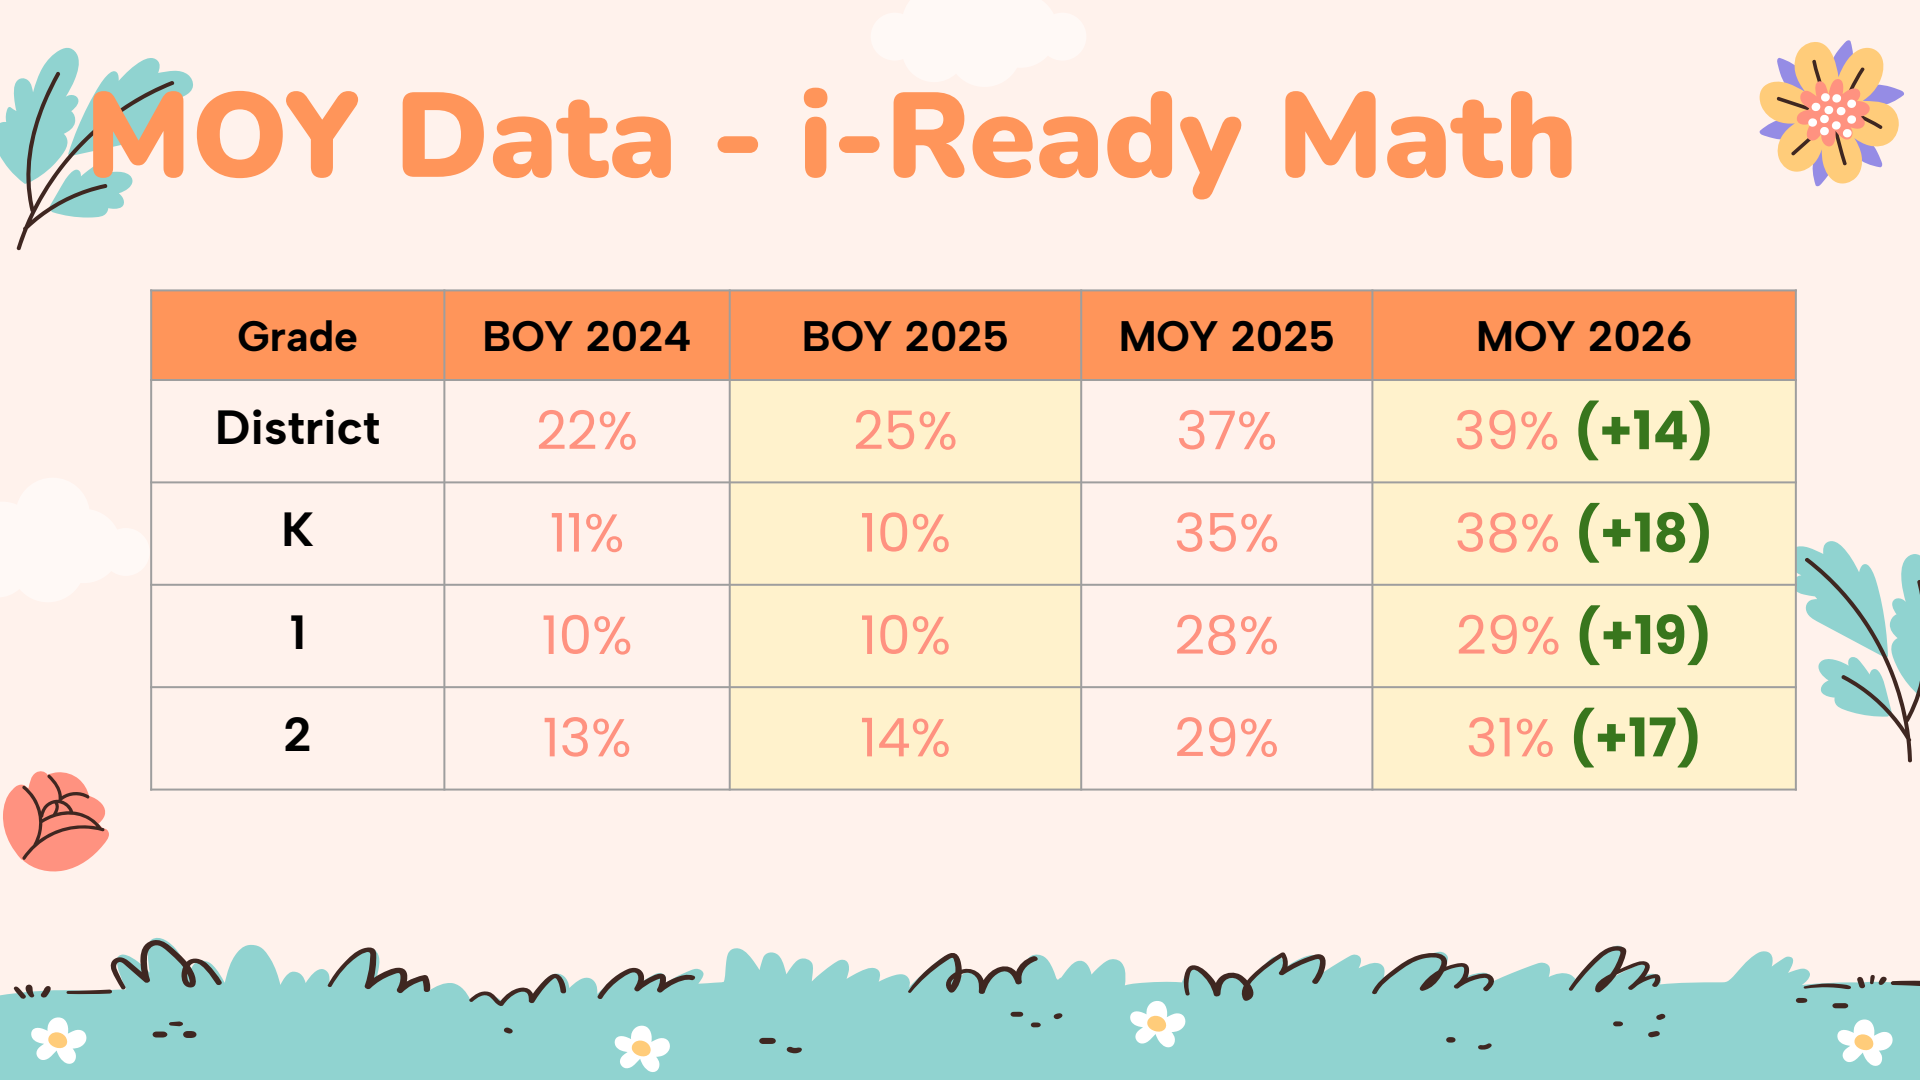 MOY Data - i-Ready Math
Grade BOY 2024 BOY 2025 MOY 2025 MOY 2026
District 22% 25% 37% 39% (+14)
K 11% 10% 35% 38% (+18)
1 10% 10% 28% 29% (+19)
2 13% 14% 29% 31% (+17)